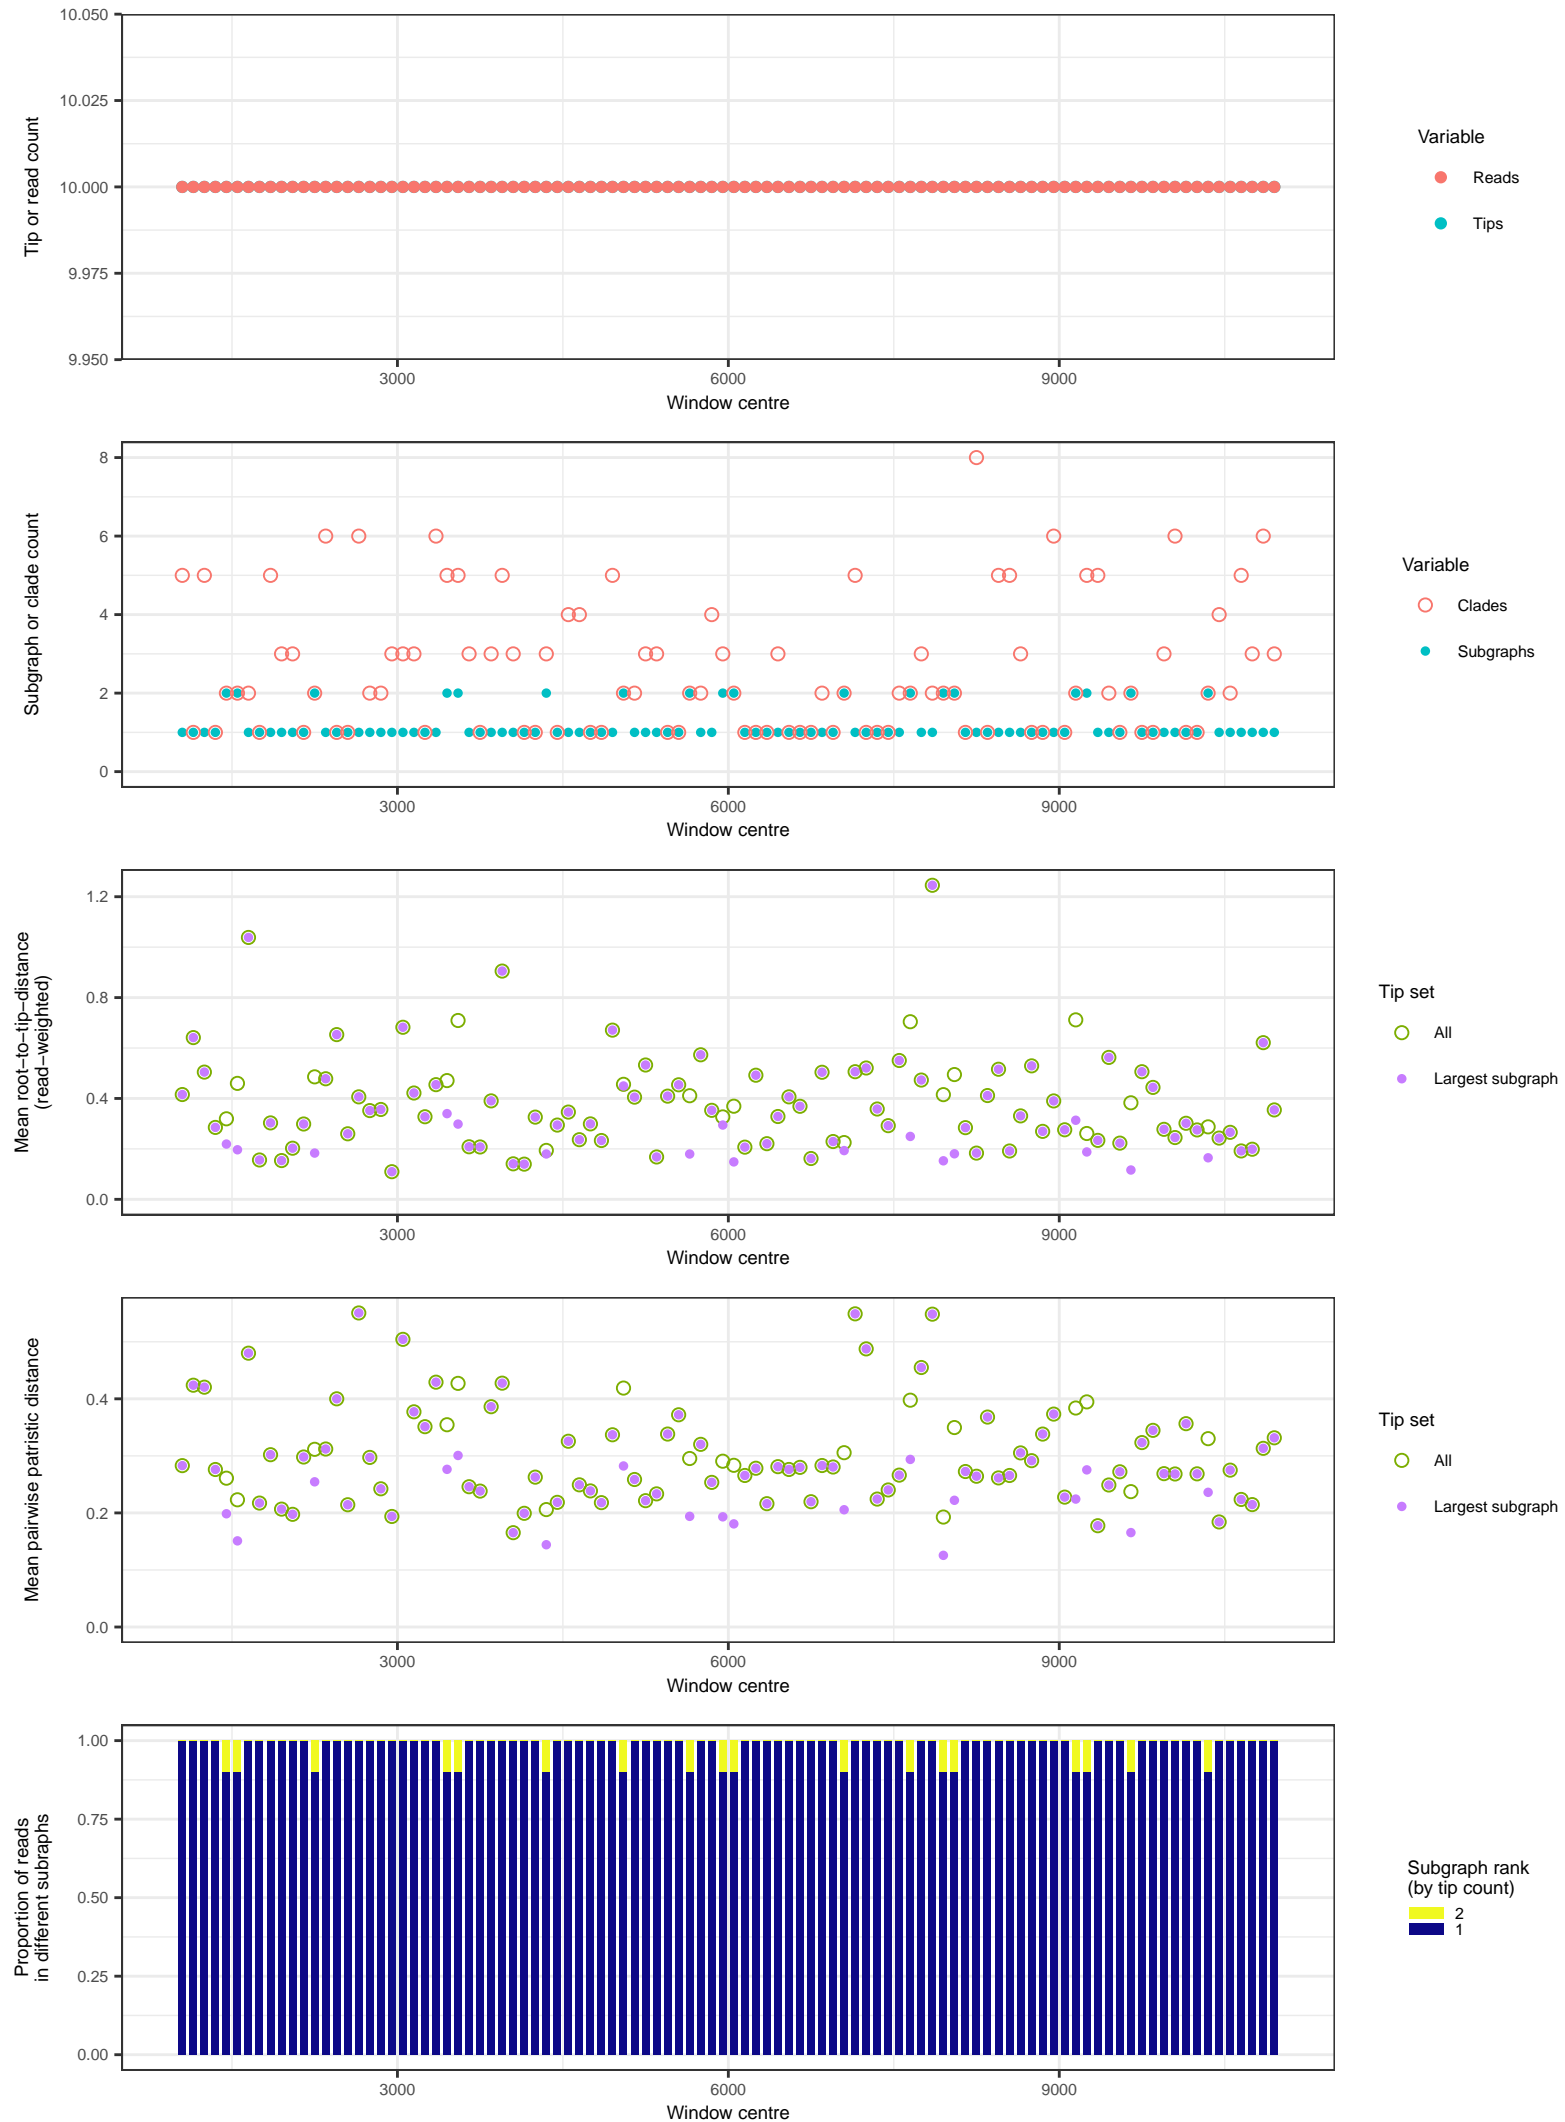 10.050
10.025
10.000
9.975
9.950
Tip or read count
3000 6000 9000
Window centre
Variable
Reads
Tips
8
6
4
2
0
Subgraph or clade count
3000 6000 9000
Window centre
Variable
Clades
Subgraphs
1.2
0.8
0.4
0.0
Mean root−to−tip−distance
(read−weighted)
3000 6000 9000
Window centre
Tip set
All
Largest subgraph
0.4
0.2
0.0
Mean pairwise patristic distance
3000 6000 9000
Window centre
Tip set
All
Largest subgraph
1.00
0.75
0.50
0.25
0.00
Proportion of reads
in different subraphs
3000 6000 9000
Window centre
Subgraph rank
(by tip count)
2
1